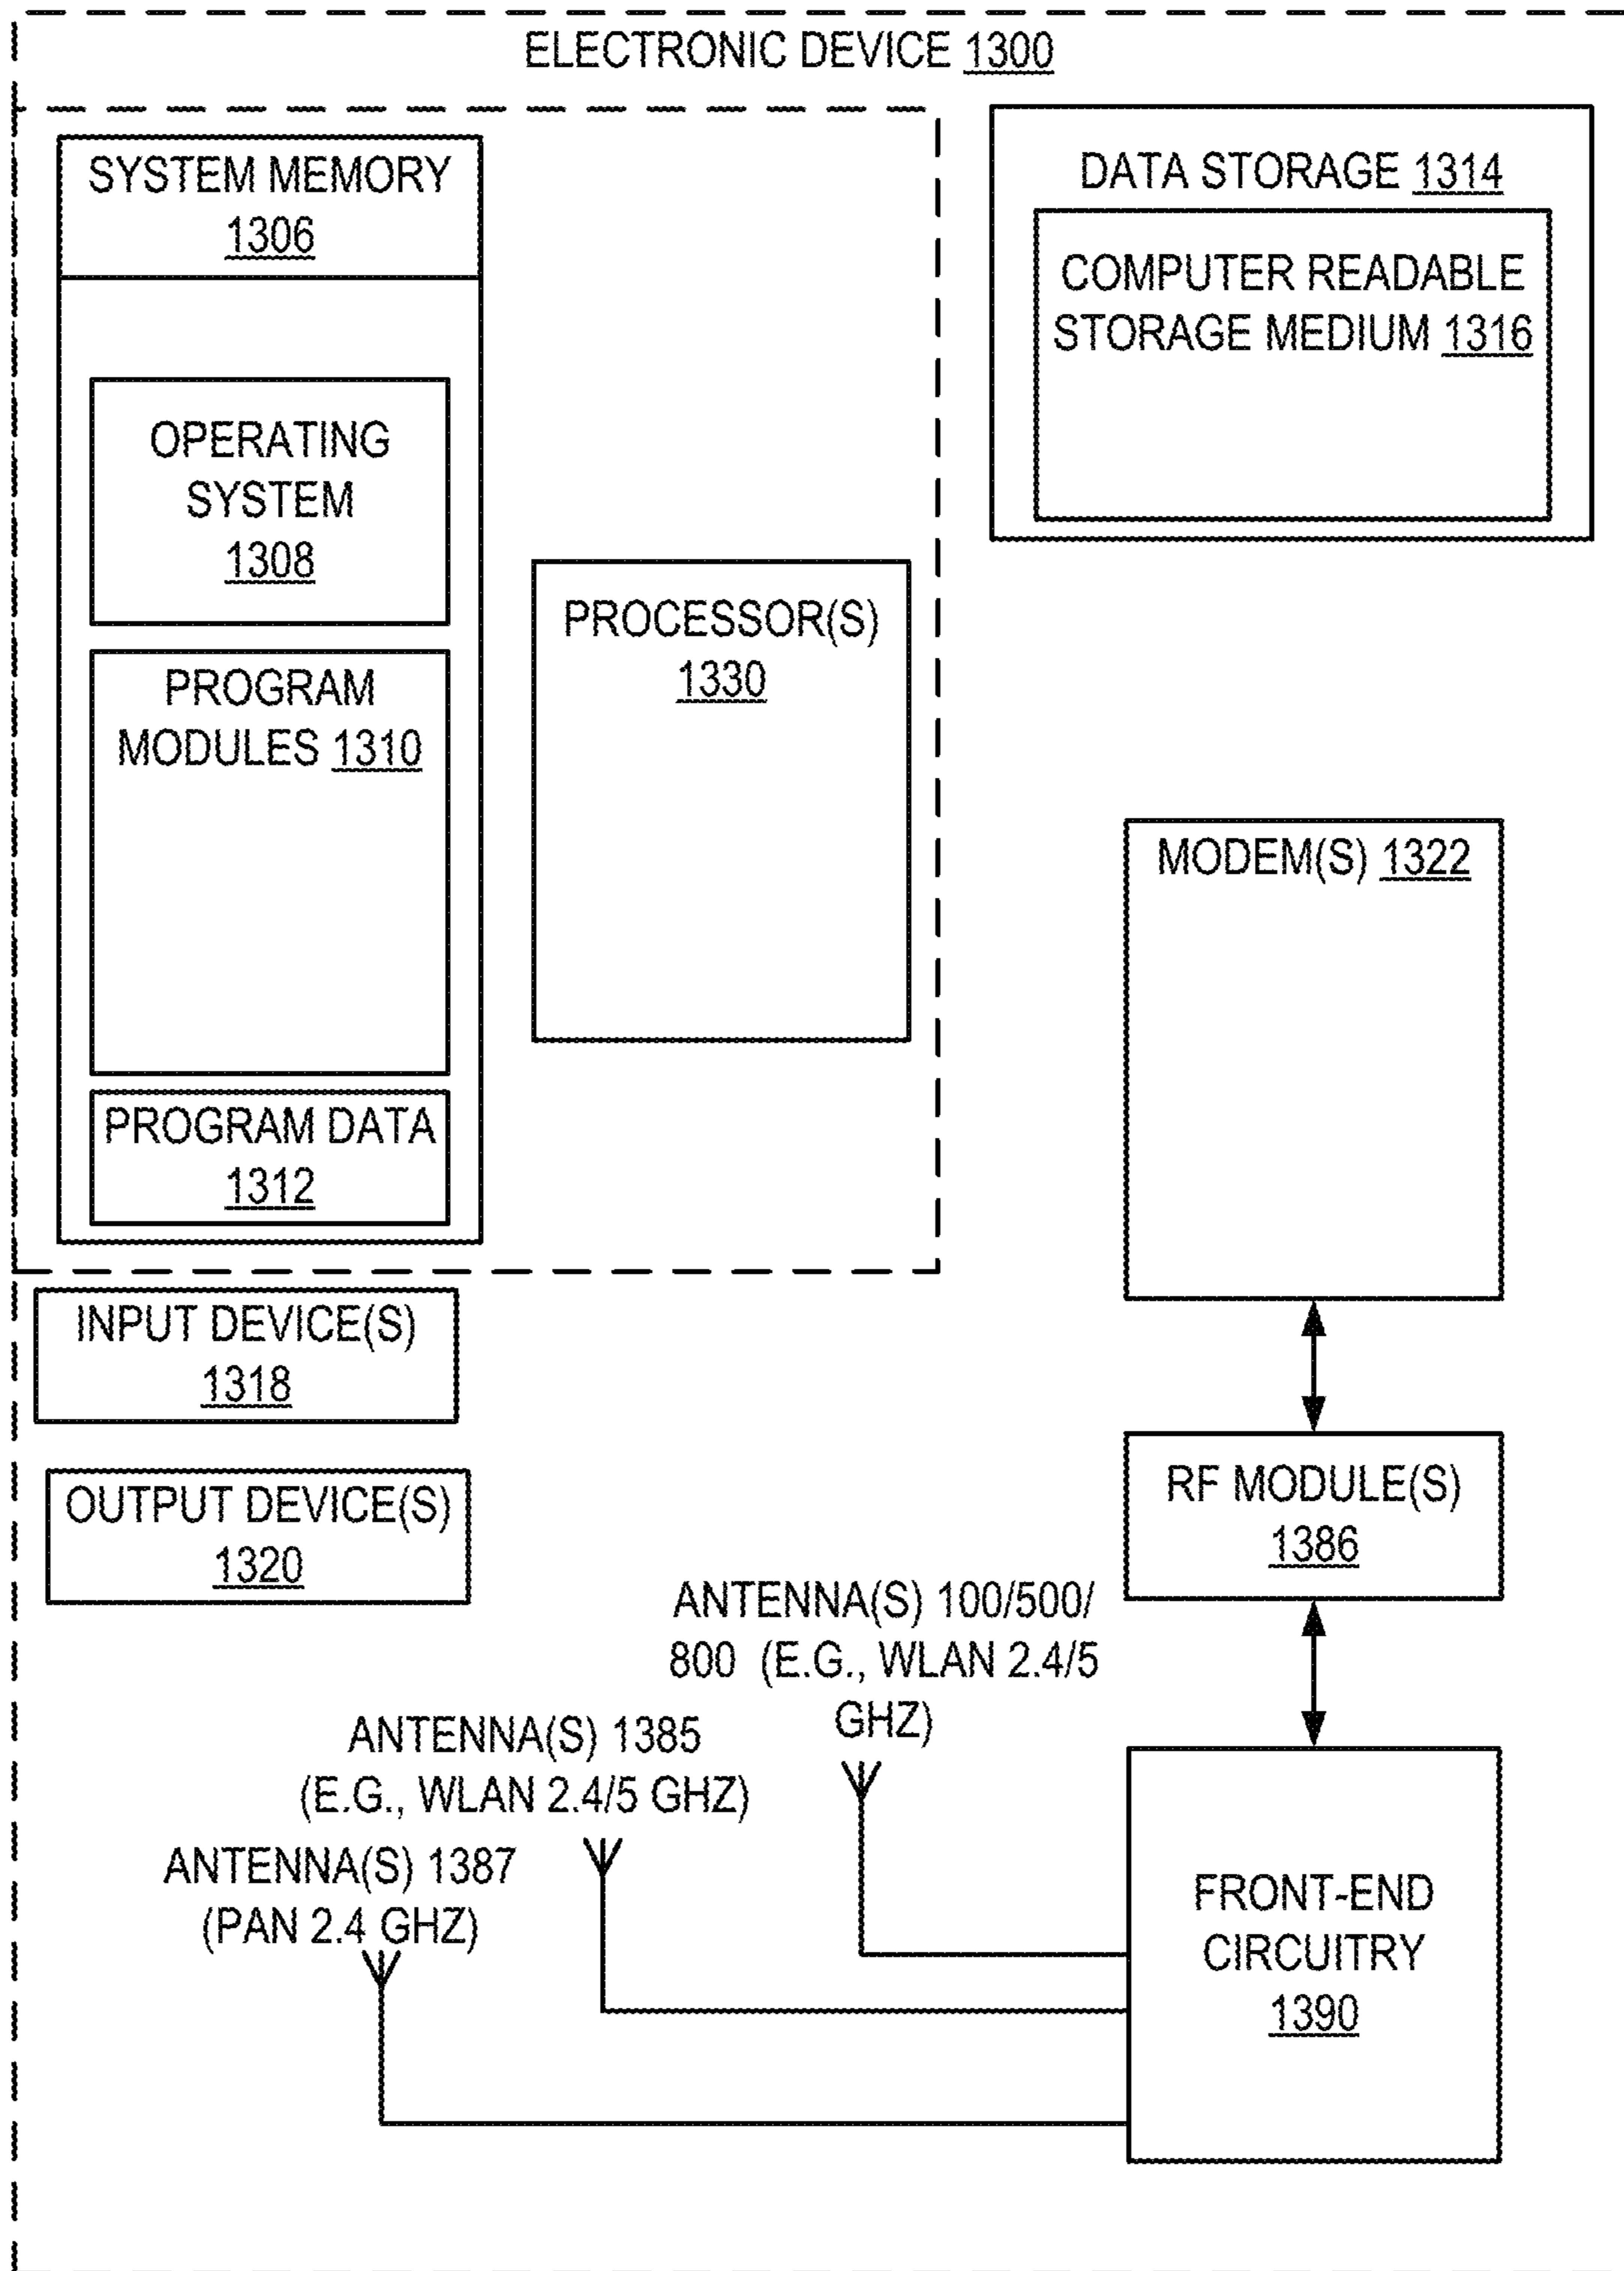 ELECTRONIC DEVICE 1300
SYSTEM MEMORY
1306
OPERATING
SYSTEM
1308
PROGRAM
MODULES 1310
PROGRAM DATA
1312
PROCESSOR(S)
1330
DATA STORAGE 1314
COMPUTER READABLE
STORAGE MEDIUM 1316
MODEM(S) 1322
INPUT DEVICE(S)
1318
OUTPUT DEVICE(S)
1320
RF MODULE(S)
1386
ANTENNA(S) 100/500/
800 (E.G., WLAN 2.4/5
GHZ)
ANTENNA(S) 1385
(E.G., WLAN 2.4/5 GHZ)
ANTENNA(S) 1387
(PAN 2.4 GHZ)
FRONT-END
CIRCUITRY
1390